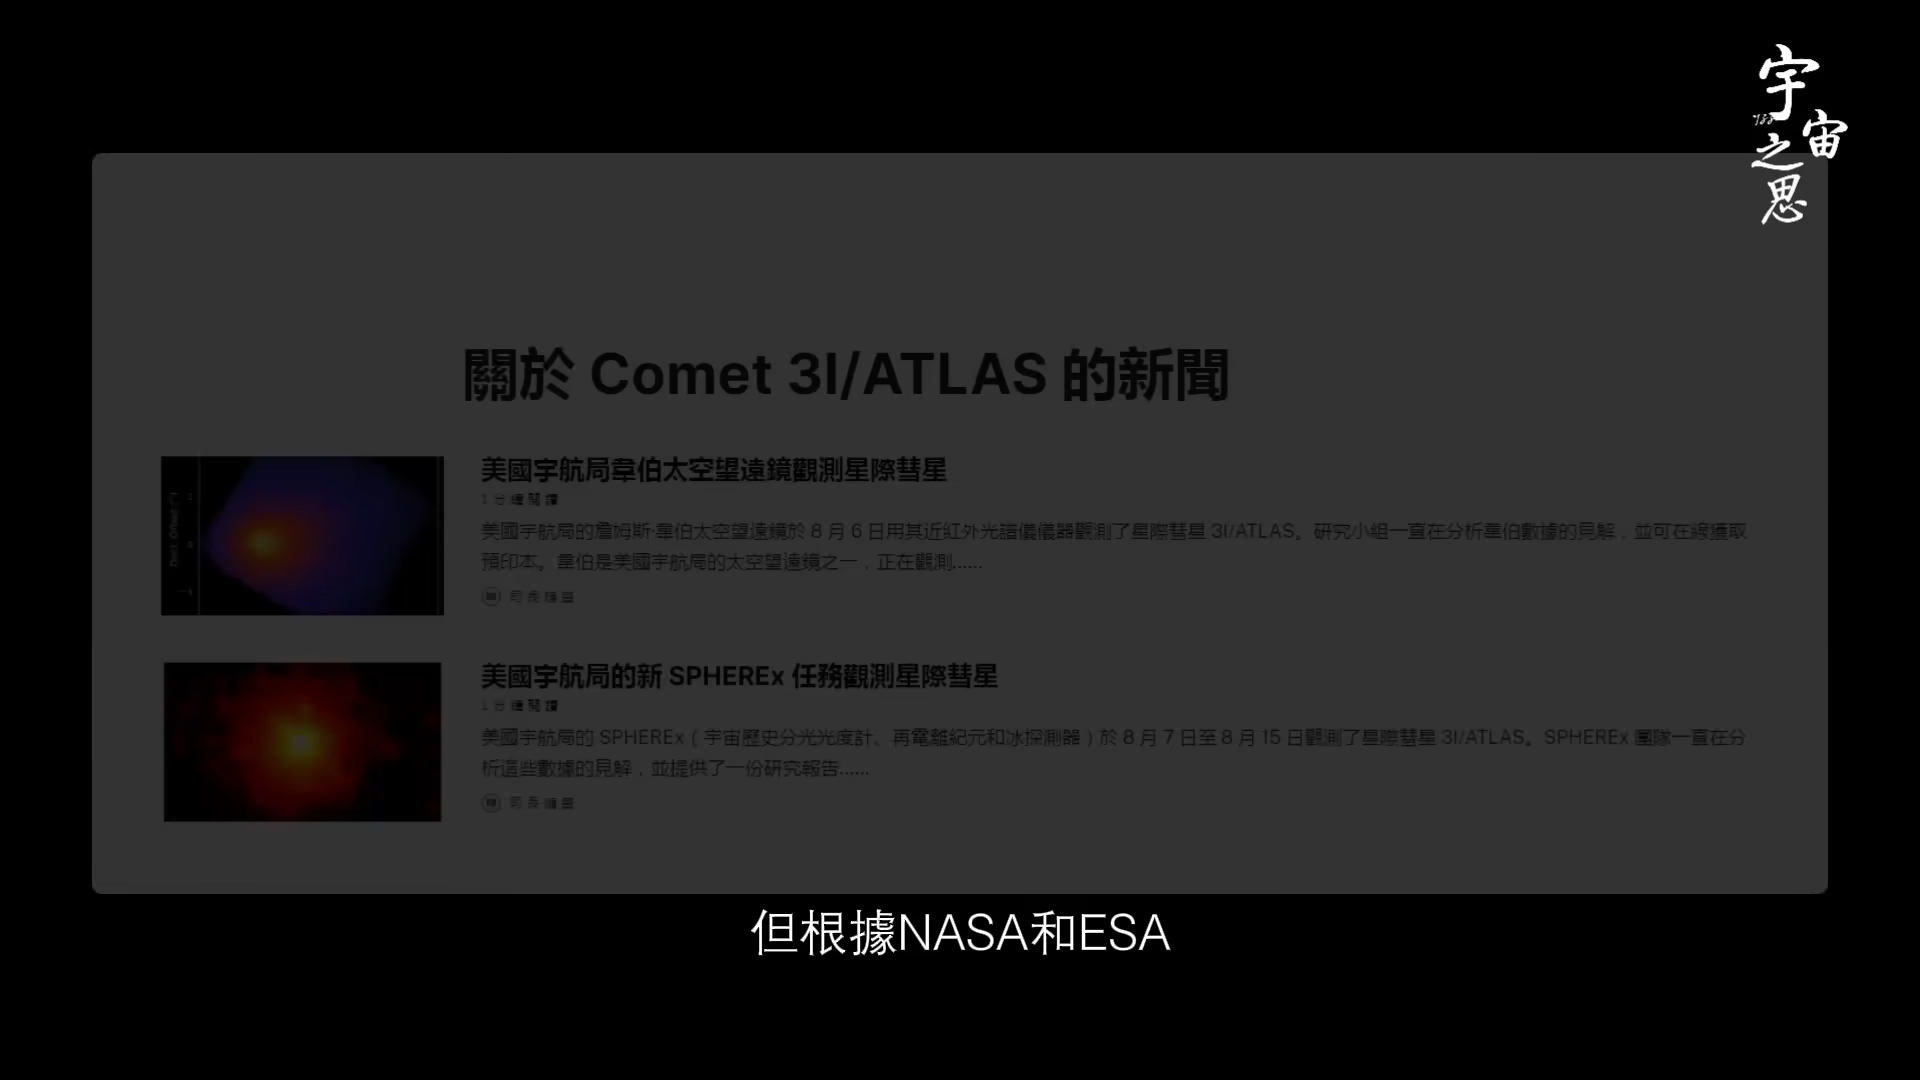 宇宙之思
關於 Comet 3I/ATLAS 的新聞
美國宇航局韋伯太空望遠鏡觀測星際彗星
1 分鐘閱讀
美國宇航局的詹姆斯·韋伯太空望遠鏡於 8 月 6 日用其近紅外光譜儀儀器觀測了星際彗星 3I/ATLAS。研究小組一直在分析韋伯數據的見解，並可在線獲取
預印本。韋伯是美國宇航局的太空望遠鏡之一，正在觀測......
美國宇航局的新 SPHEREx 任務觀測星際彗星
1 分鐘閱讀
美國宇航局的 SPHEREx（宇宙歷史分光光度計、再電離紀元和冰探測器）於 8 月 7 日至 8 月 15 日觀測了星際彗星 3I/ATLAS。SPHEREx 團隊一直在分
析這些數據的見解，並提供了一份研究報告......
但根據NASA和ESA